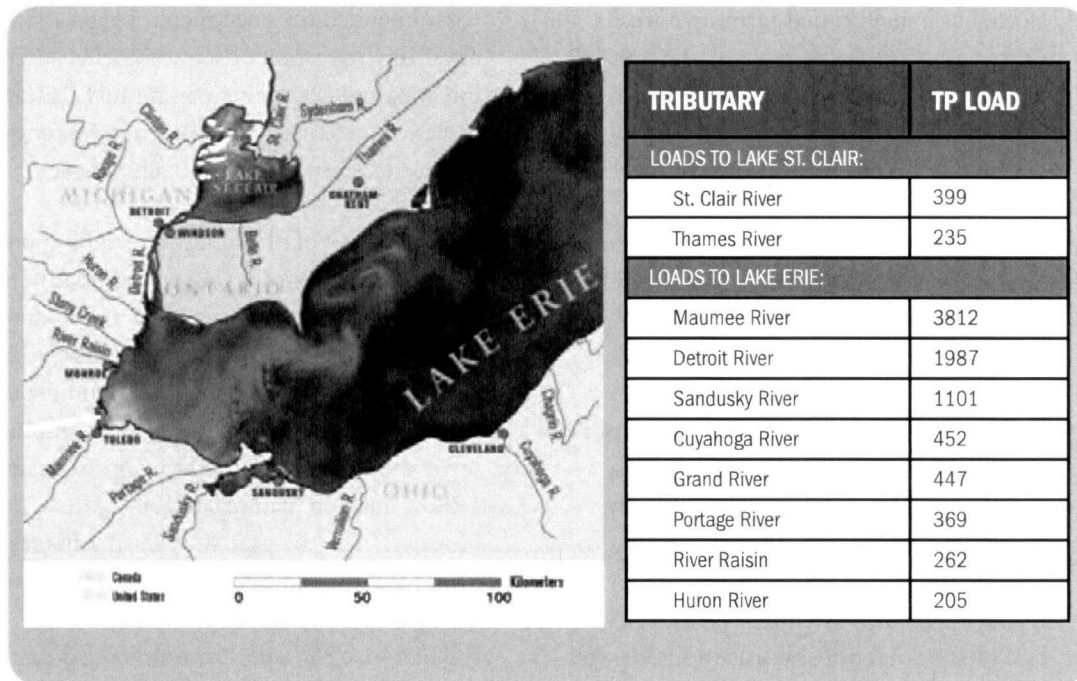 Clinton R.
St. Clair R.
Sydenham R.
Rouge R.
Thames R.
LAKE
ST. CLAIR
MICHIGAN
CHATHAM-
KENT
DETROIT
WINDSOR
Detroit R.
Huron R.
ONTARIO
Stony Creek
River Raisin
MONROE
LAKE ERIE
TOLEDO
Maumee R.
Portage R.
Sandusky R.
SANDUSKY
OHIO
Vermilion R.
CLEVELAND
Cuyahoga R.
Chagrin R.
Canada
United States
Kilometers
0 50 100
TRIBUTARY TP LOAD
LOADS TO LAKE ST. CLAIR:
St. Clair River 399
Thames River 235
LOADS TO LAKE ERIE:
Maumee River 3812
Detroit River 1987
Sandusky River 1101
Cuyahoga River 452
Grand River 447
Portage River 369
River Raisin 262
Huron River 205